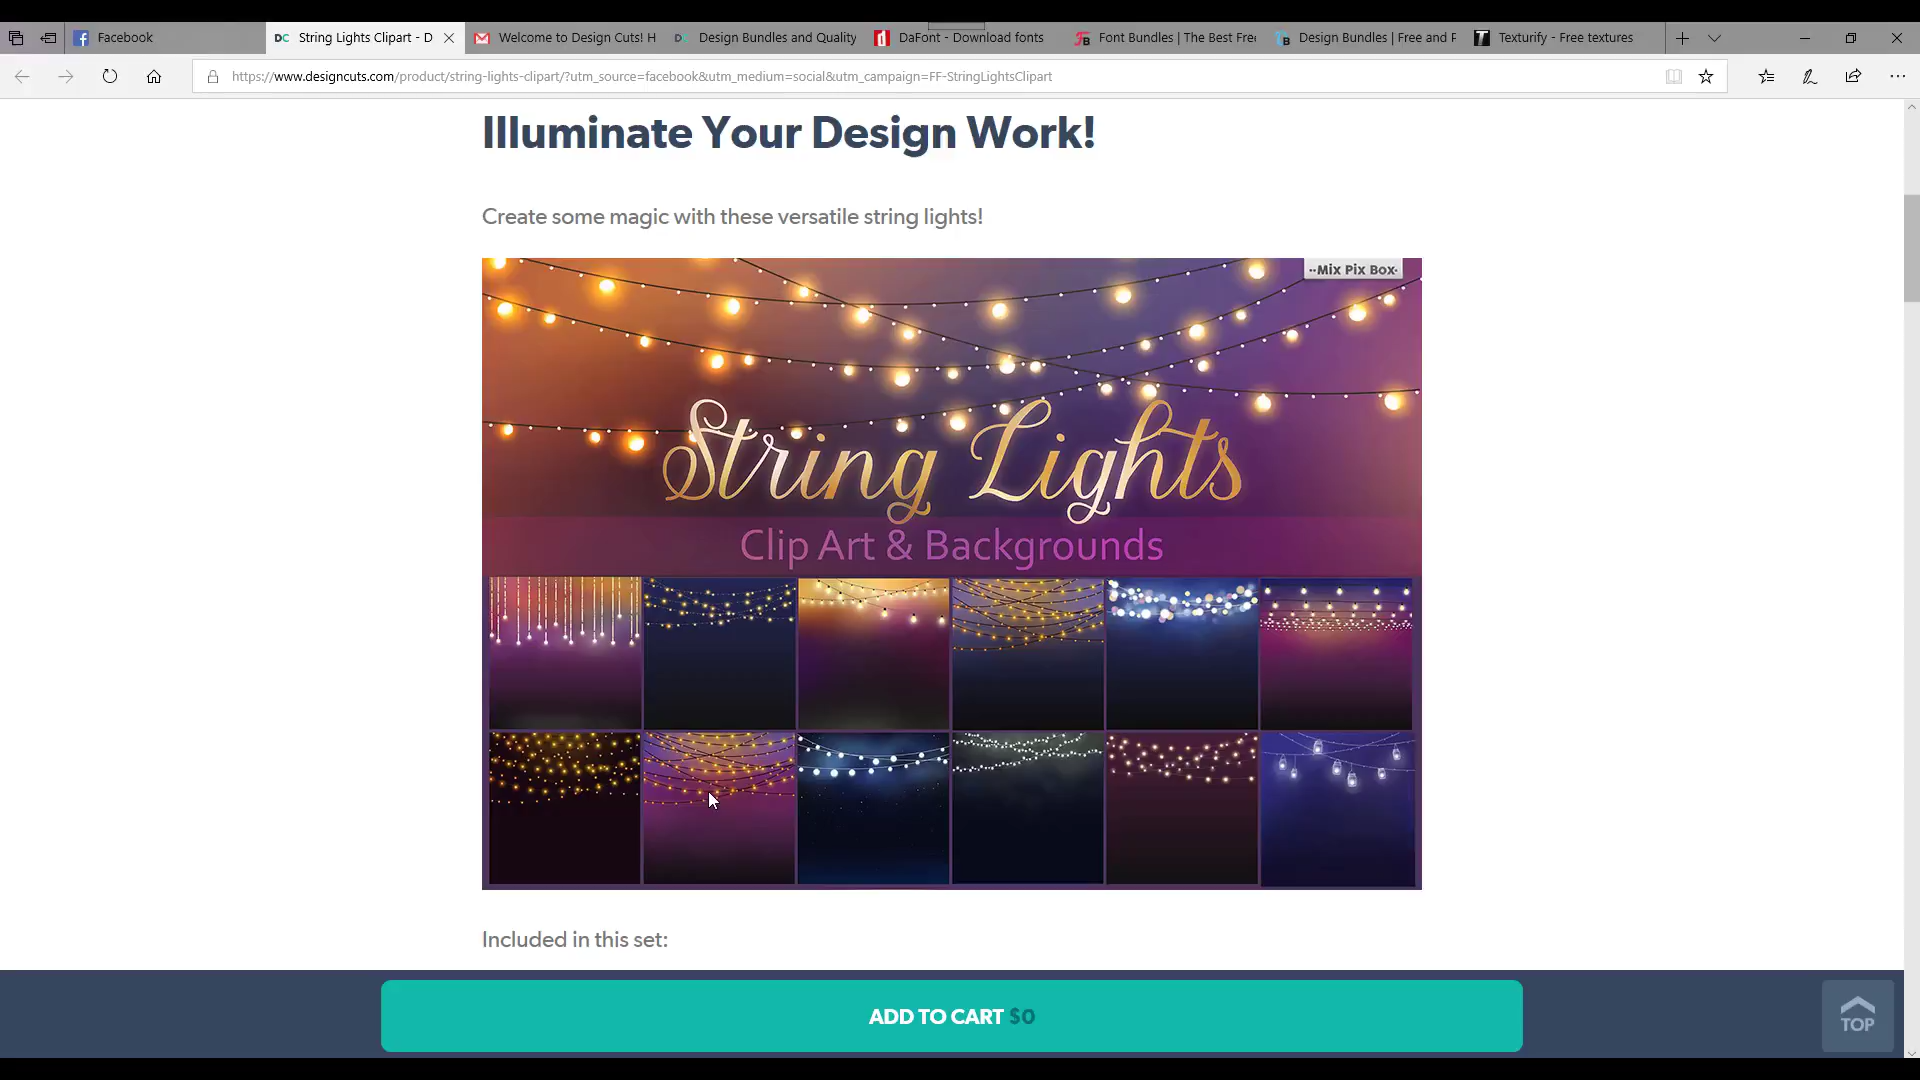 Facebook
String Lights Clipart - D
Welcome to Design Cuts! H
Design Bundles and Quality
DaFont - Download fonts
Font Bundles | The Best Fre
Design Bundles | Free and P
Texturify - Free textures
https://www.designcuts.com/product/string-lights-clipart/?utm_source=facebook&utm_medium=social&utm_campaign=FF-StringLightsClipart
Illuminate Your Design Work!
Create some magic with these versatile string lights!
··Mix Pix Box·
String Lights
Clip Art & Backgrounds
Included in this set:
ADD TO CART $0
TOP